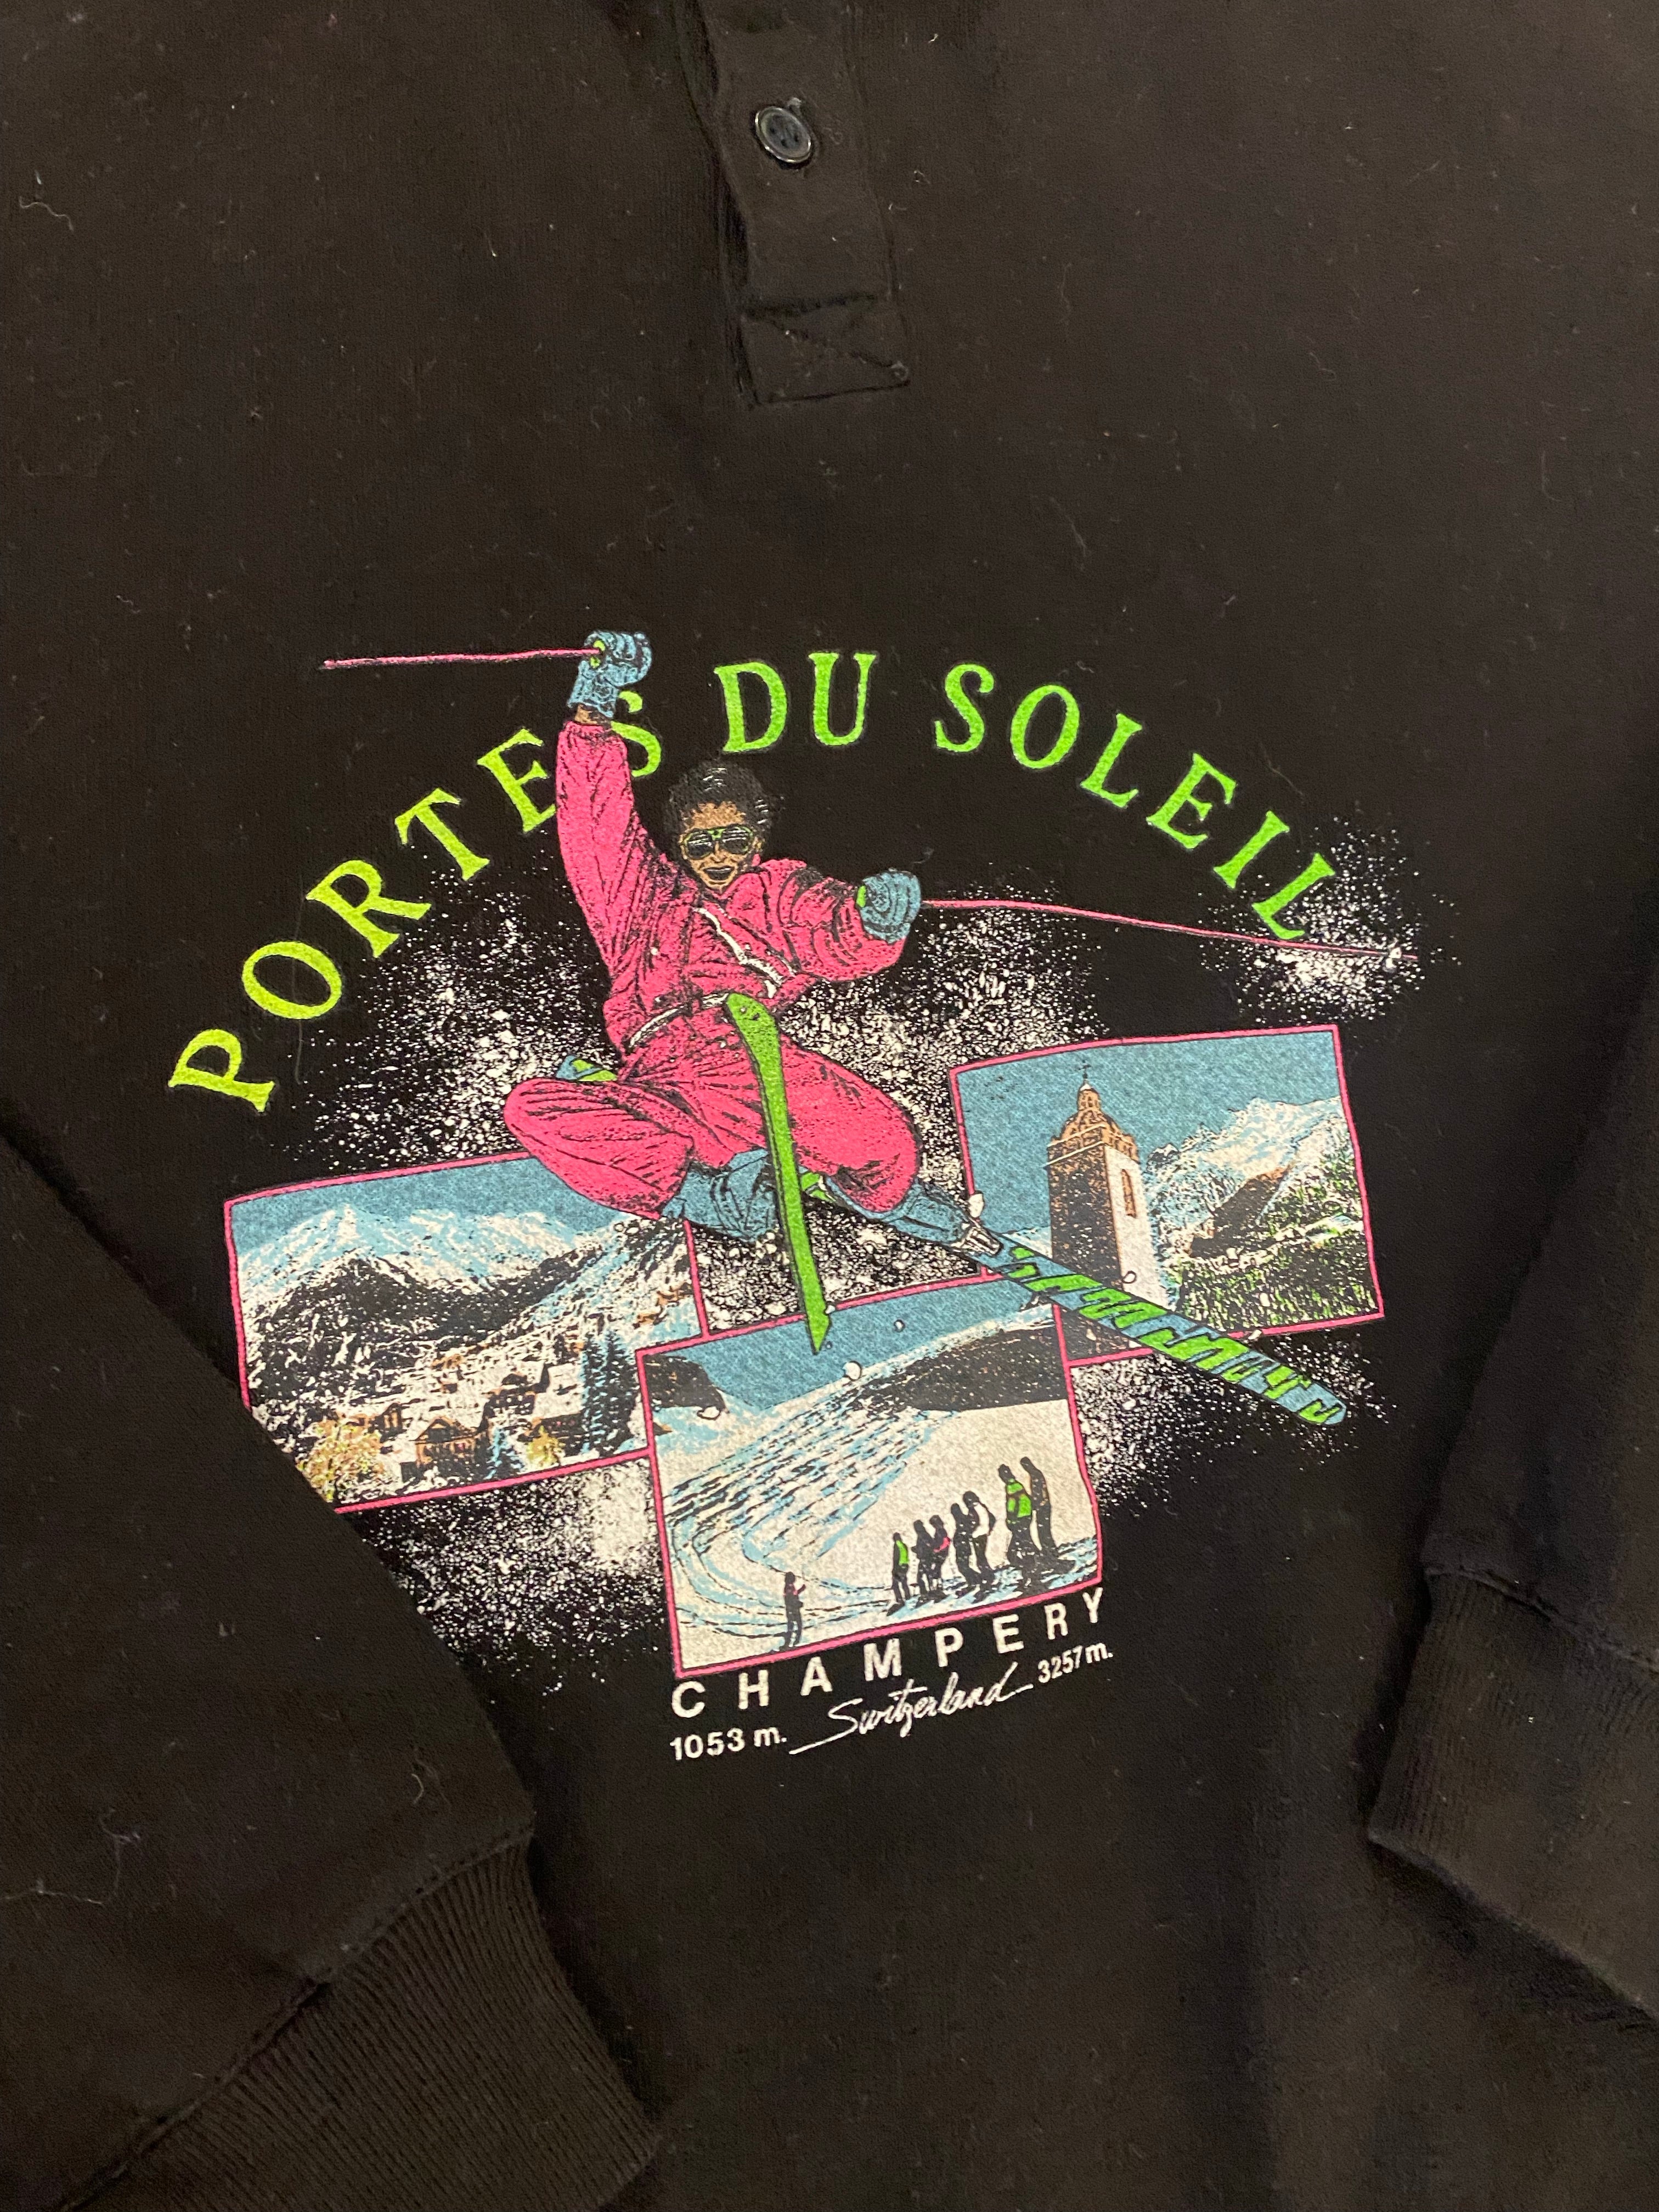 PORTES DU SOLEIL
CHAMPERY
1053 m. Switzerland 3257 m.